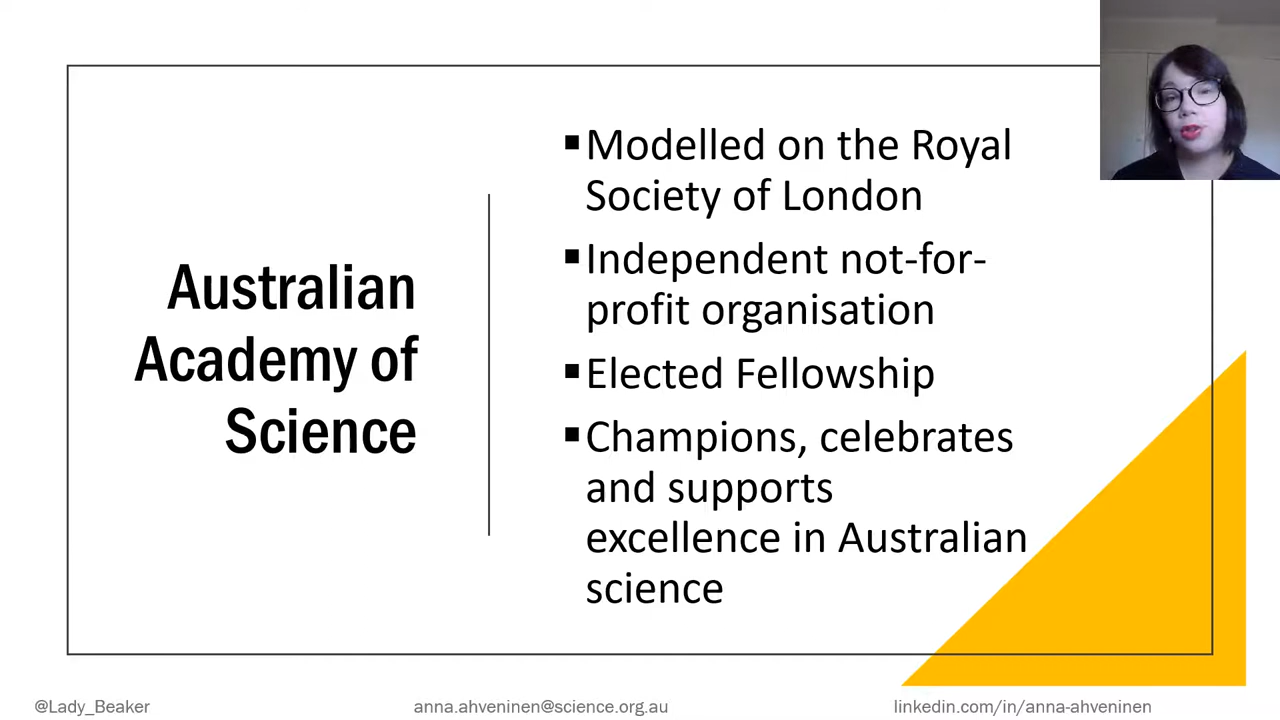 Australian
Academy of
Science
▪Modelled on the Royal
Society of London
▪Independent not-for-
profit organisation
▪Elected Fellowship
▪Champions, celebrates
and supports
excellence in Australian
science
@Lady_Beaker
anna.ahveninen@science.org.au
linkedin.com/in/anna-ahveninen